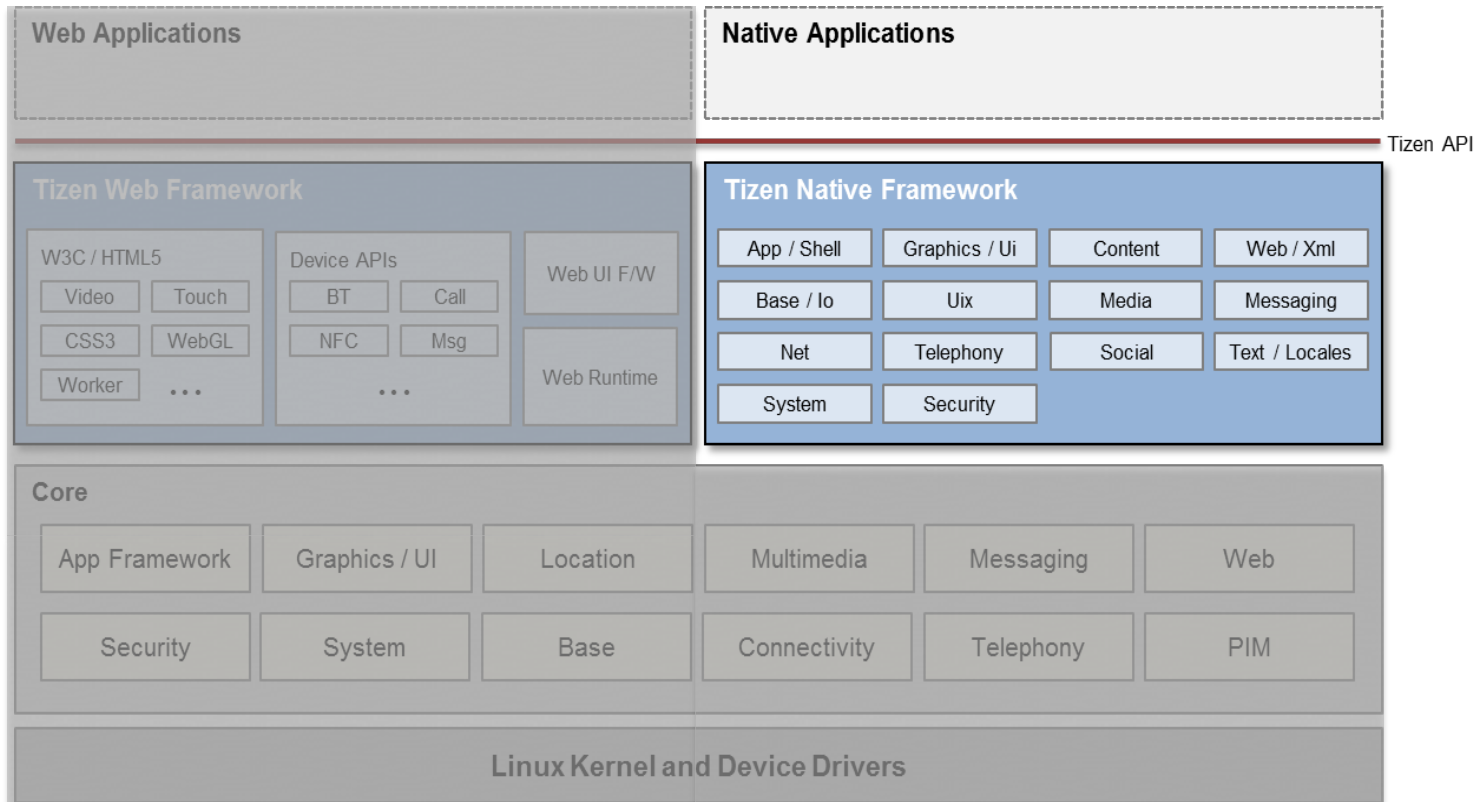 Web Applications
Native Applications
Tizen API
Tizen Web Framework
W3C / HTML5
Video
Touch
CSS3
WebGL
Worker
...
Device APIs
BT
Call
NFC
Msg
...
Web UI F/W
Web Runtime
Tizen Native Framework
App / Shell
Graphics / Ui
Content
Web / Xml
Base / Io
Uix
Media
Messaging
Net
Telephony
Social
Text / Locales
System
Security
Core
App Framework
Graphics / UI
Location
Multimedia
Messaging
Web
Security
System
Base
Connectivity
Telephony
PIM
Linux Kernel and Device Drivers